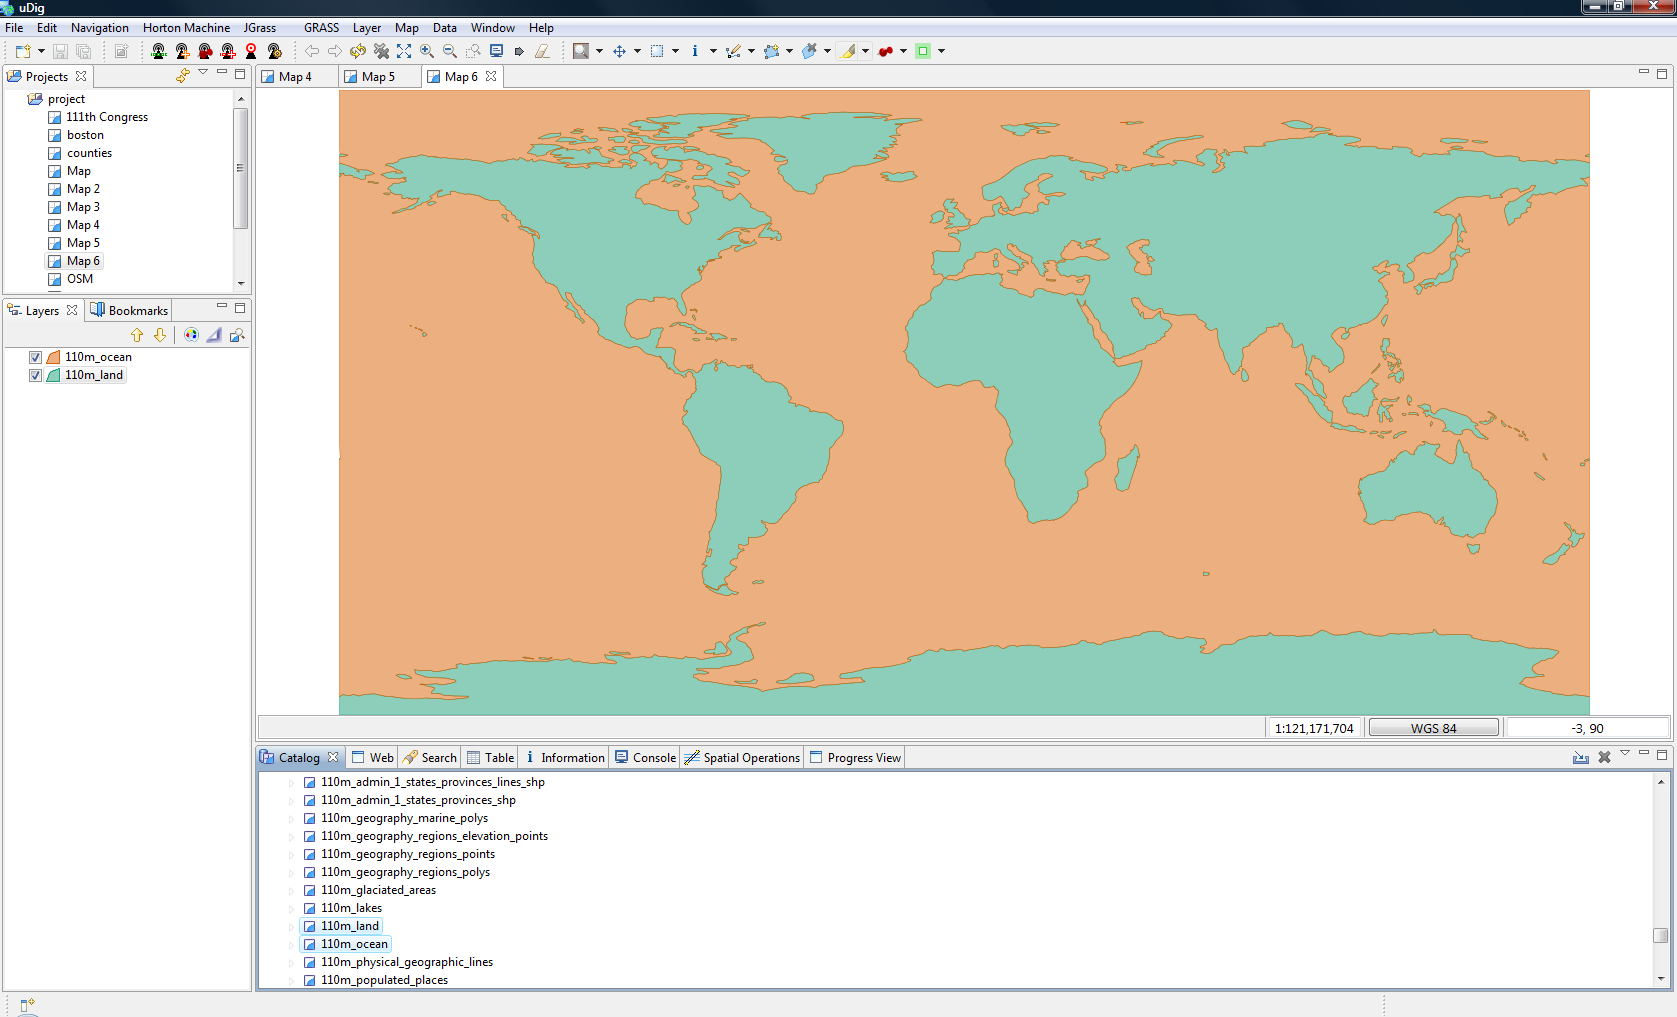 uDig
File Edit Navigation Horton Machine JGrass GRASS Layer Map Data Window Help
Projects
Map 4 Map 5 Map 6
project
111th Congress
boston
counties
Map
Map 2
Map 3
Map 4
Map 5
Map 6
OSM
Layers Bookmarks
110m_ocean
110m_land
1:121,171,704 WGS 84 -3, 90
Catalog Web Search Table Information Console Spatial Operations Progress View
110m_admin_1_states_provinces_lines_shp
110m_admin_1_states_provinces_shp
110m_geography_marine_polys
110m_geography_regions_elevation_points
110m_geography_regions_points
110m_geography_regions_polys
110m_glaciated_areas
110m_lakes
110m_land
110m_ocean
110m_physical_geographic_lines
110m_populated_places